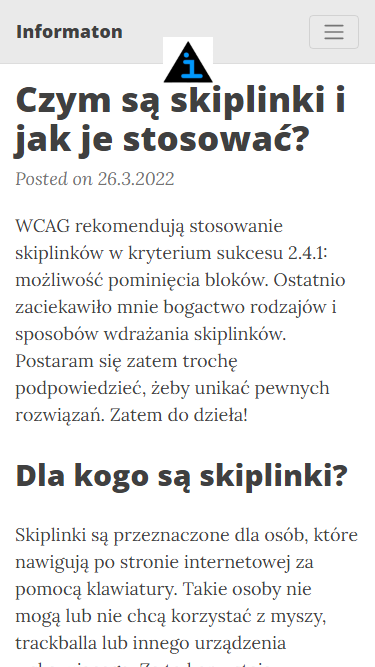 Informaton
Czym są skiplinki i
jak je stosować?
Posted on 26.3.2022
WCAG rekomendują stosowanie
skiplinków w kryterium sukcesu 2.4.1:
możliwość pominięcia bloków. Ostatnio
zaciekawiło mnie bogactwo rodzajów i
sposobów wdrażania skiplinków.
Postaram się zatem trochę
podpowiedzieć, żeby unikać pewnych
rozwiązań. Zatem do dzieła!
Dla kogo są skiplinki?
Skiplinki są przeznaczone dla osób, które
nawigują po stronie internetowej za
pomocą klawiatury. Takie osoby nie
mogą lub nie chcą korzystać z myszy,
trackballa lub innego urządzenia